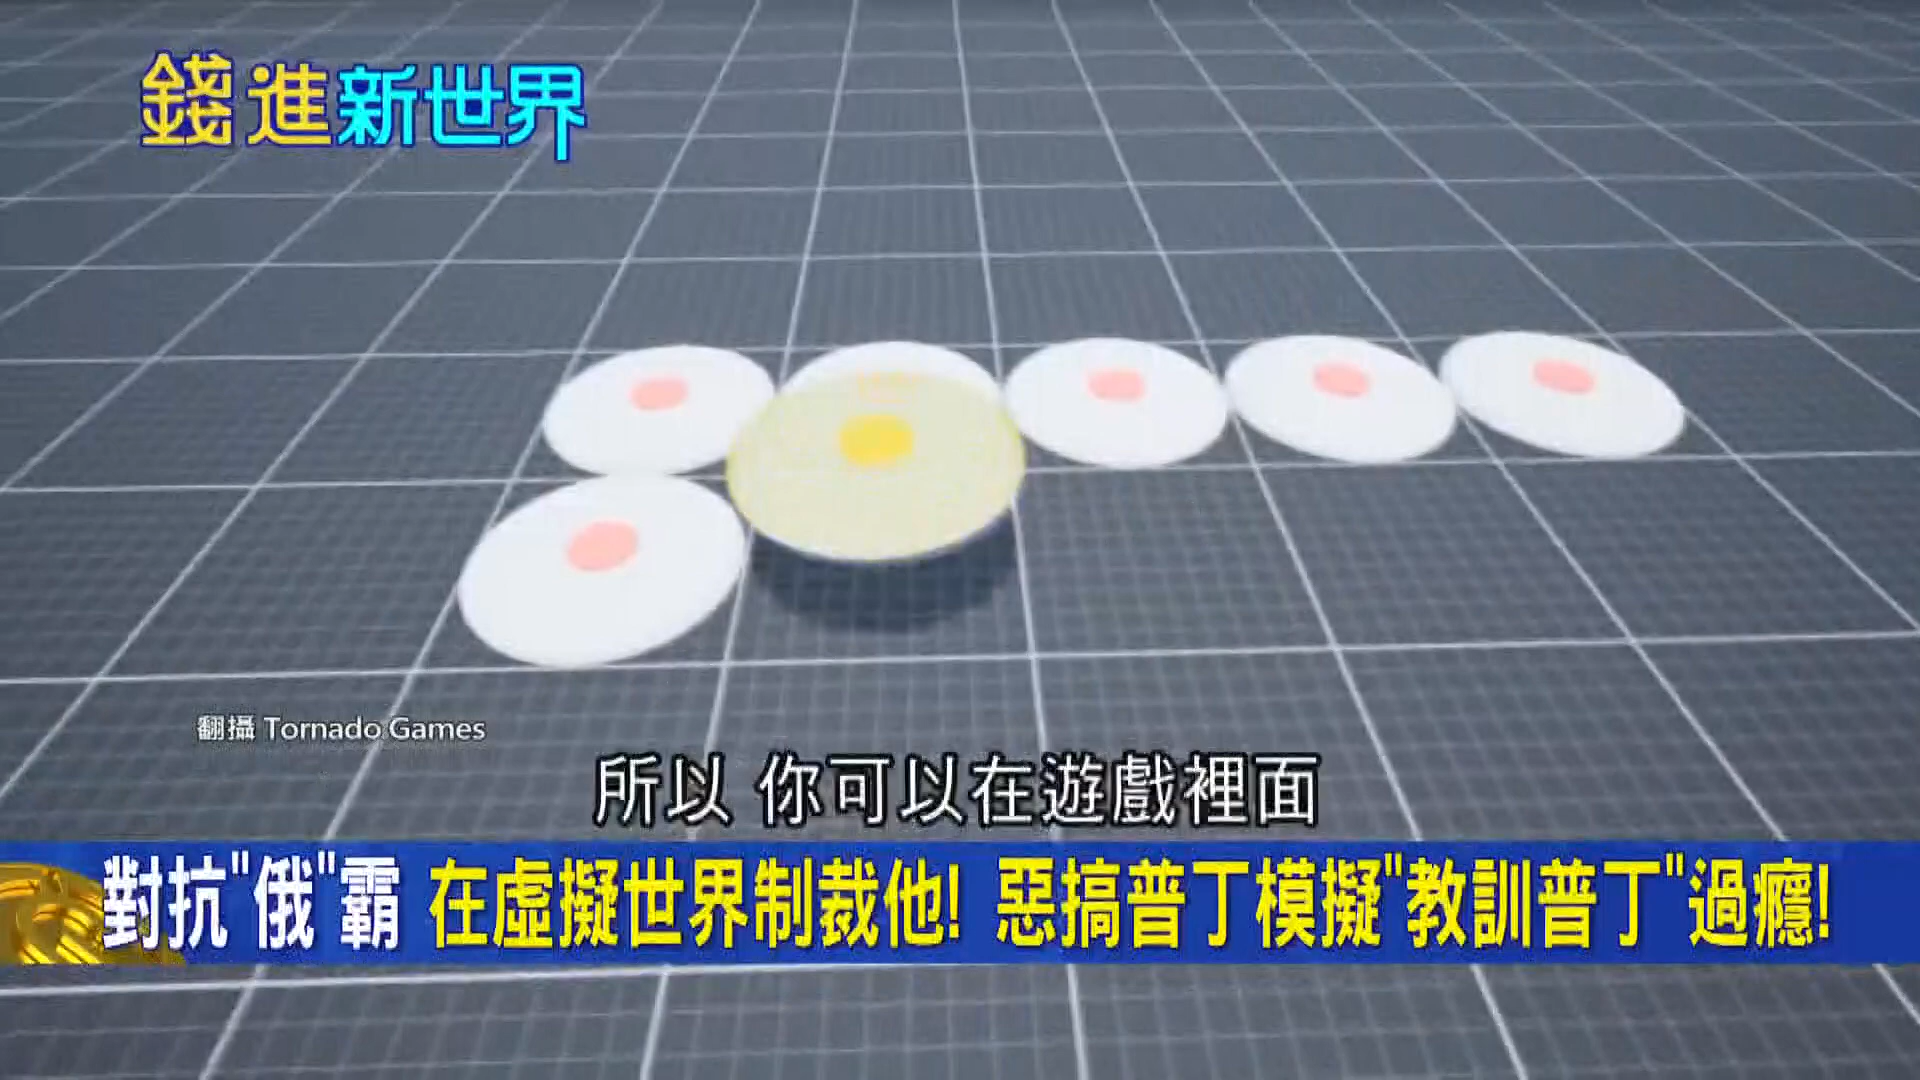 錢進新世界
翻攝 Tornado Games
所以 你可以在遊戲裡面
對抗"俄"霸 在虛擬世界制裁他! 惡搞普丁模擬"教訓普丁"過癮!